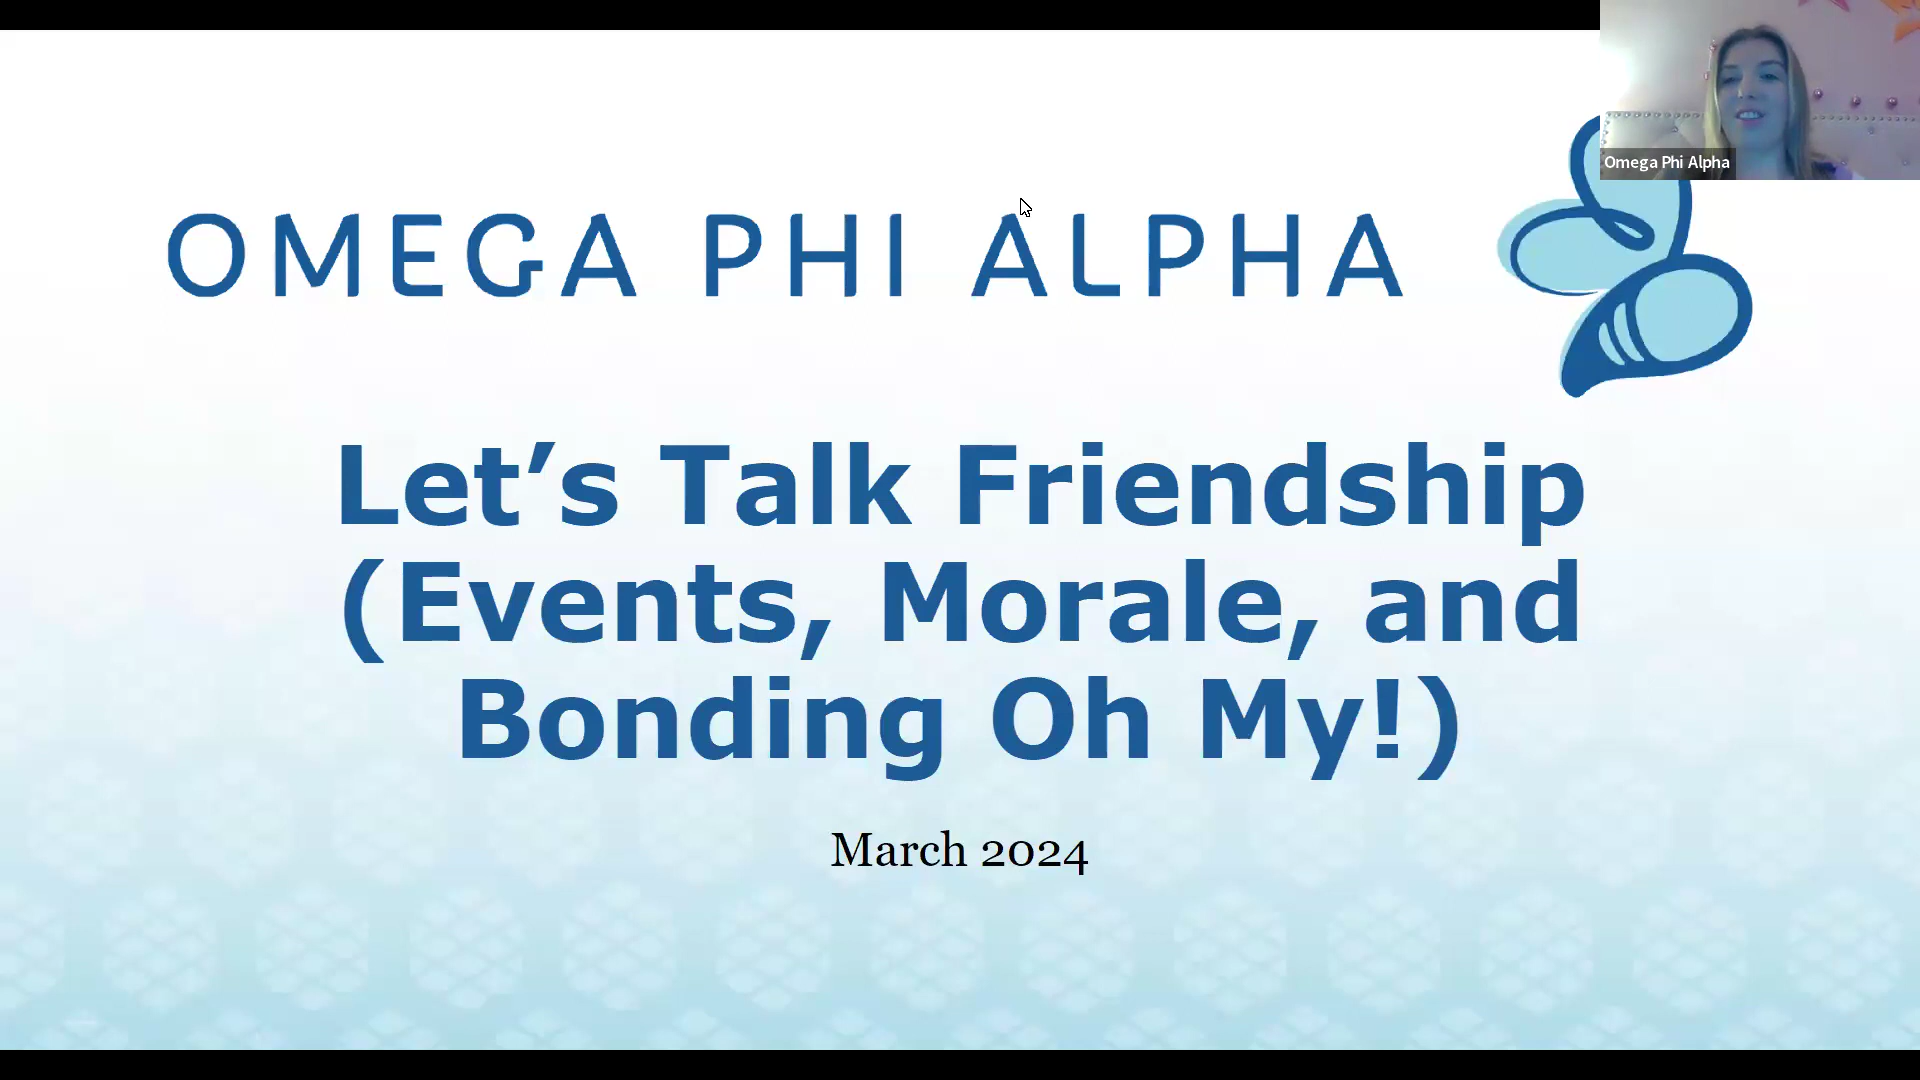 Omega Phi Alpha
OMEGA PHI ALPHA
Let’s Talk Friendship
(Events, Morale, and
Bonding Oh My!)
March 2024